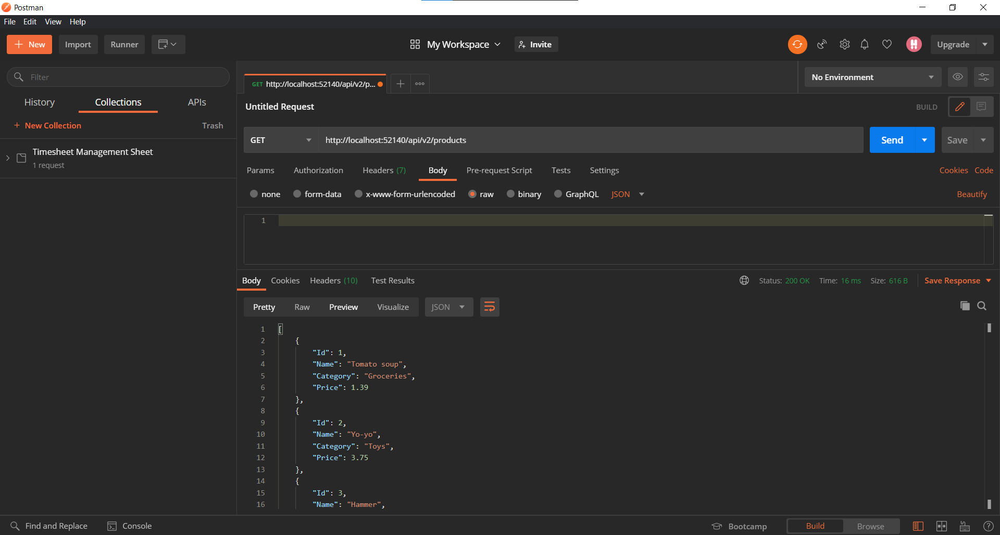 Postman
File Edit View Help
New Import Runner My Workspace Invite Upgrade
Filter
History Collections APIs
+ New Collection Trash
Timesheet Management Sheet
1 request
GET http://localhost:52140/api/v2/p...
No Environment
Untitled Request BUILD
GET http://localhost:52140/api/v2/products Send Save
Params Authorization Headers (7) Body Pre-request Script Tests Settings Cookies Code
none form-data x-www-form-urlencoded raw binary GraphQL JSON Beautify
1
Body Cookies Headers (10) Test Results Status: 200 OK Time: 16 ms Size: 616 B Save Response
Pretty Raw Preview Visualize JSON
1 [
2 {
3 "Id": 1,
4 "Name": "Tomato soup",
5 "Category": "Groceries",
6 "Price": 1.39
7 },
8 {
9 "Id": 2,
10 "Name": "Yo-yo",
11 "Category": "Toys",
12 "Price": 3.75
13 },
14 {
15 "Id": 3,
16 "Name": "Hammer",
Find and Replace Console Bootcamp Build Browse